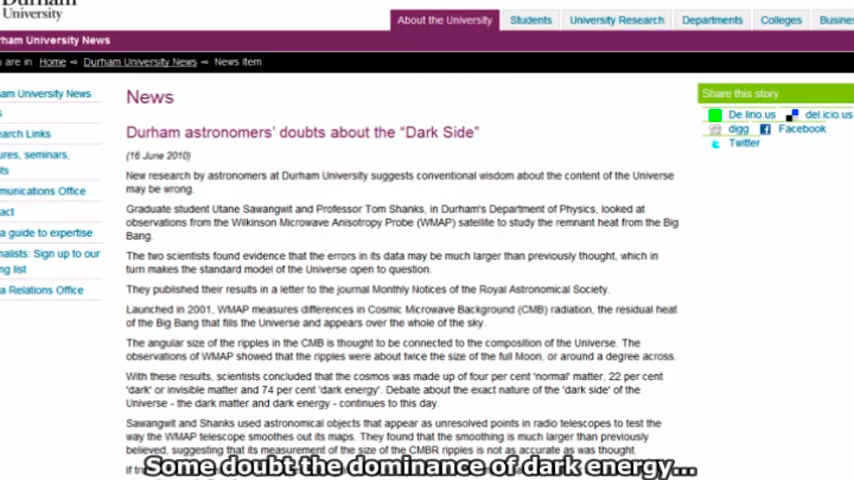 Durham
University
About the University Students University Research Departments Colleges
rham University News
are in Home ⇨ Durham University News ⇨ News Item
am University News
News
Share this story
De.lirio.us del.icio.us
digg Facebook
Twitter
earch Links
ures, seminars,
munications Office
a guide to expertise
nalists: Sign up to our
ng list
a Relations Office
Durham astronomers' doubts about the "Dark Side"
(16 June 2010)
New research by astronomers at Durham University suggests conventional wisdom about the content of the Universe
may be wrong.
Graduate student Utane Sawangwit and Professor Tom Shanks, in Durham's Department of Physics, looked at
observations from the Wilkinson Microwave Anisotropy Probe (WMAP) satellite to study the remnant heat from the Big
Bang.
The two scientists found evidence that the errors in its data may be much larger than previously thought, which in
turn makes the standard model of the Universe open to question.
They published their results in a letter to the journal Monthly Notices of the Royal Astronomical Society.
Launched in 2001, WMAP measures differences in Cosmic Microwave Background (CMB) radiation, the residual heat
of the Big Bang that fills the Universe and appears over the whole of the sky.
The angular size of the ripples in the CMB is thought to be connected to the composition of the Universe. The
observations of WMAP showed that the ripples were about twice the size of the full Moon, or around a degree across.
With these results, scientists concluded that the cosmos was made up of four per cent 'normal' matter, 22 per cent
'dark' or invisible matter and 74 per cent 'dark energy'. Debate about the exact nature of the 'dark side' of the
Universe - the dark matter and dark energy - continues to this day.
Sawangwit and Shanks used astronomical objects that appear as unresolved points in radio telescopes to test the
way the WMAP telescope smoothes out its maps. They found that the smoothing is much larger than previously
believed, suggesting that its measurement of the size of the CMBR ripples is not as accurate as was thought.
Some doubt the dominance of dark energy...